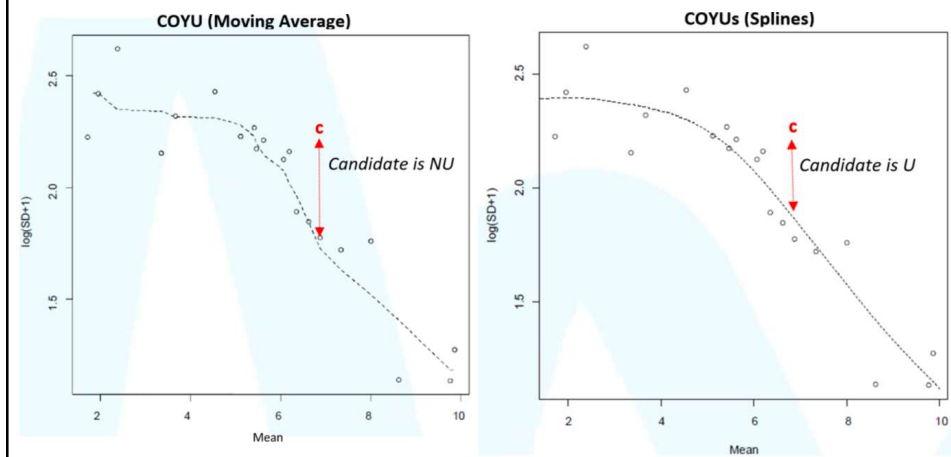 COYU (Moving Average)
2.5
2.0
1.5
log(SD+1)
C
Candidate is NU
2 4 6 8 10
Mean
COYUs (Splines)
2.5
2.0
1.5
log(SD+1)
C
Candidate is U
2 4 6 8 10
Mean